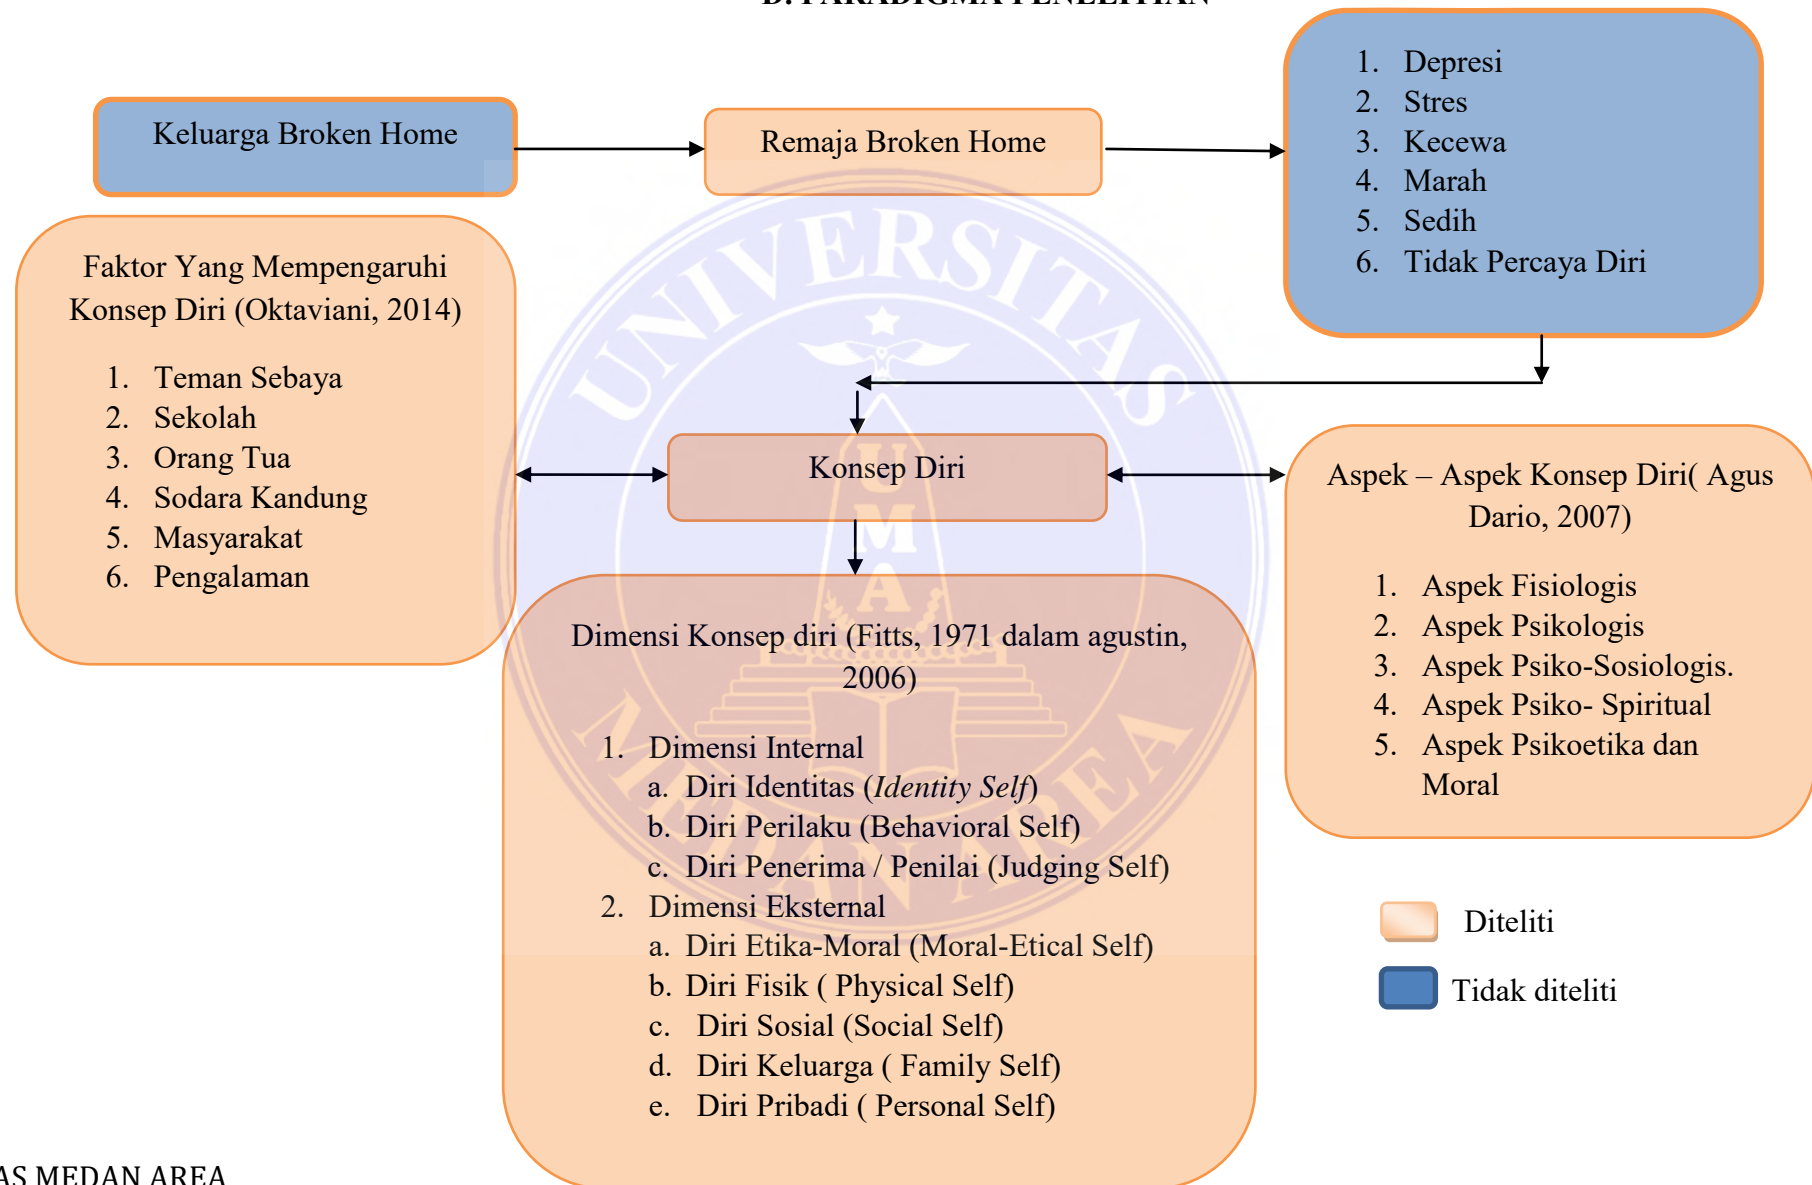 D. PARADIGMA PENELITIAN
Keluarga Broken Home
Remaja Broken Home
1. Depresi
2. Stres
3. Kecewa
4. Marah
5. Sedih
6. Tidak Percaya Diri
Faktor Yang Mempengaruhi
Konsep Diri (Oktaviani, 2014)
1. Teman Sebaya
2. Sekolah
3. Orang Tua
4. Sodara Kandung
5. Masyarakat
6. Pengalaman
Konsep Diri
Aspek – Aspek Konsep Diri( Agus
Dario, 2007)
1. Aspek Fisiologis
2. Aspek Psikologis
3. Aspek Psiko-Sosiologis.
4. Aspek Psiko- Spiritual
5. Aspek Psikoetika dan
Moral
Dimensi Konsep diri (Fitts, 1971 dalam agustin,
2006)
1. Dimensi Internal
a. Diri Identitas (Identity Self)
b. Diri Perilaku (Behavioral Self)
c. Diri Penerima / Penilai (Judging Self)
2. Dimensi Eksternal
a. Diri Etika-Moral (Moral-Etical Self)
b. Diri Fisik ( Physical Self)
c. Diri Sosial (Social Self)
d. Diri Keluarga ( Family Self)
e. Diri Pribadi ( Personal Self)
Diteliti
Tidak diteliti
UNIVERSITAS
UMA
MEDAN AREA
AS MEDAN AREA